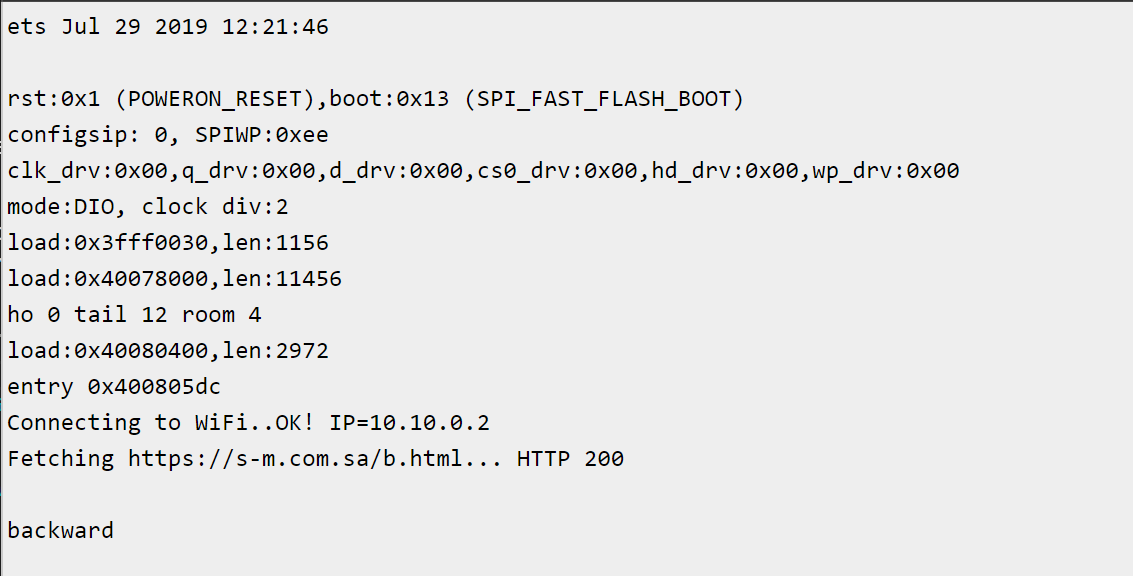 ets Jul 29 2019 12:21:46
rst:0x1 (POWERON_RESET),boot:0x13 (SPI_FAST_FLASH_BOOT)
configsip: 0, SPIWP:0xee
clk_drv:0x00,q_drv:0x00,d_drv:0x00,cs0_drv:0x00,hd_drv:0x00,wp_drv:0x00
mode:DIO, clock div:2
load:0x3fff0030,len:1156
load:0x40078000,len:11456
ho 0 tail 12 room 4
load:0x40080400,len:2972
entry 0x400805dc
Connecting to WiFi..OK! IP=10.10.0.2
Fetching https://s-m.com.sa/b.html... HTTP 200
backward